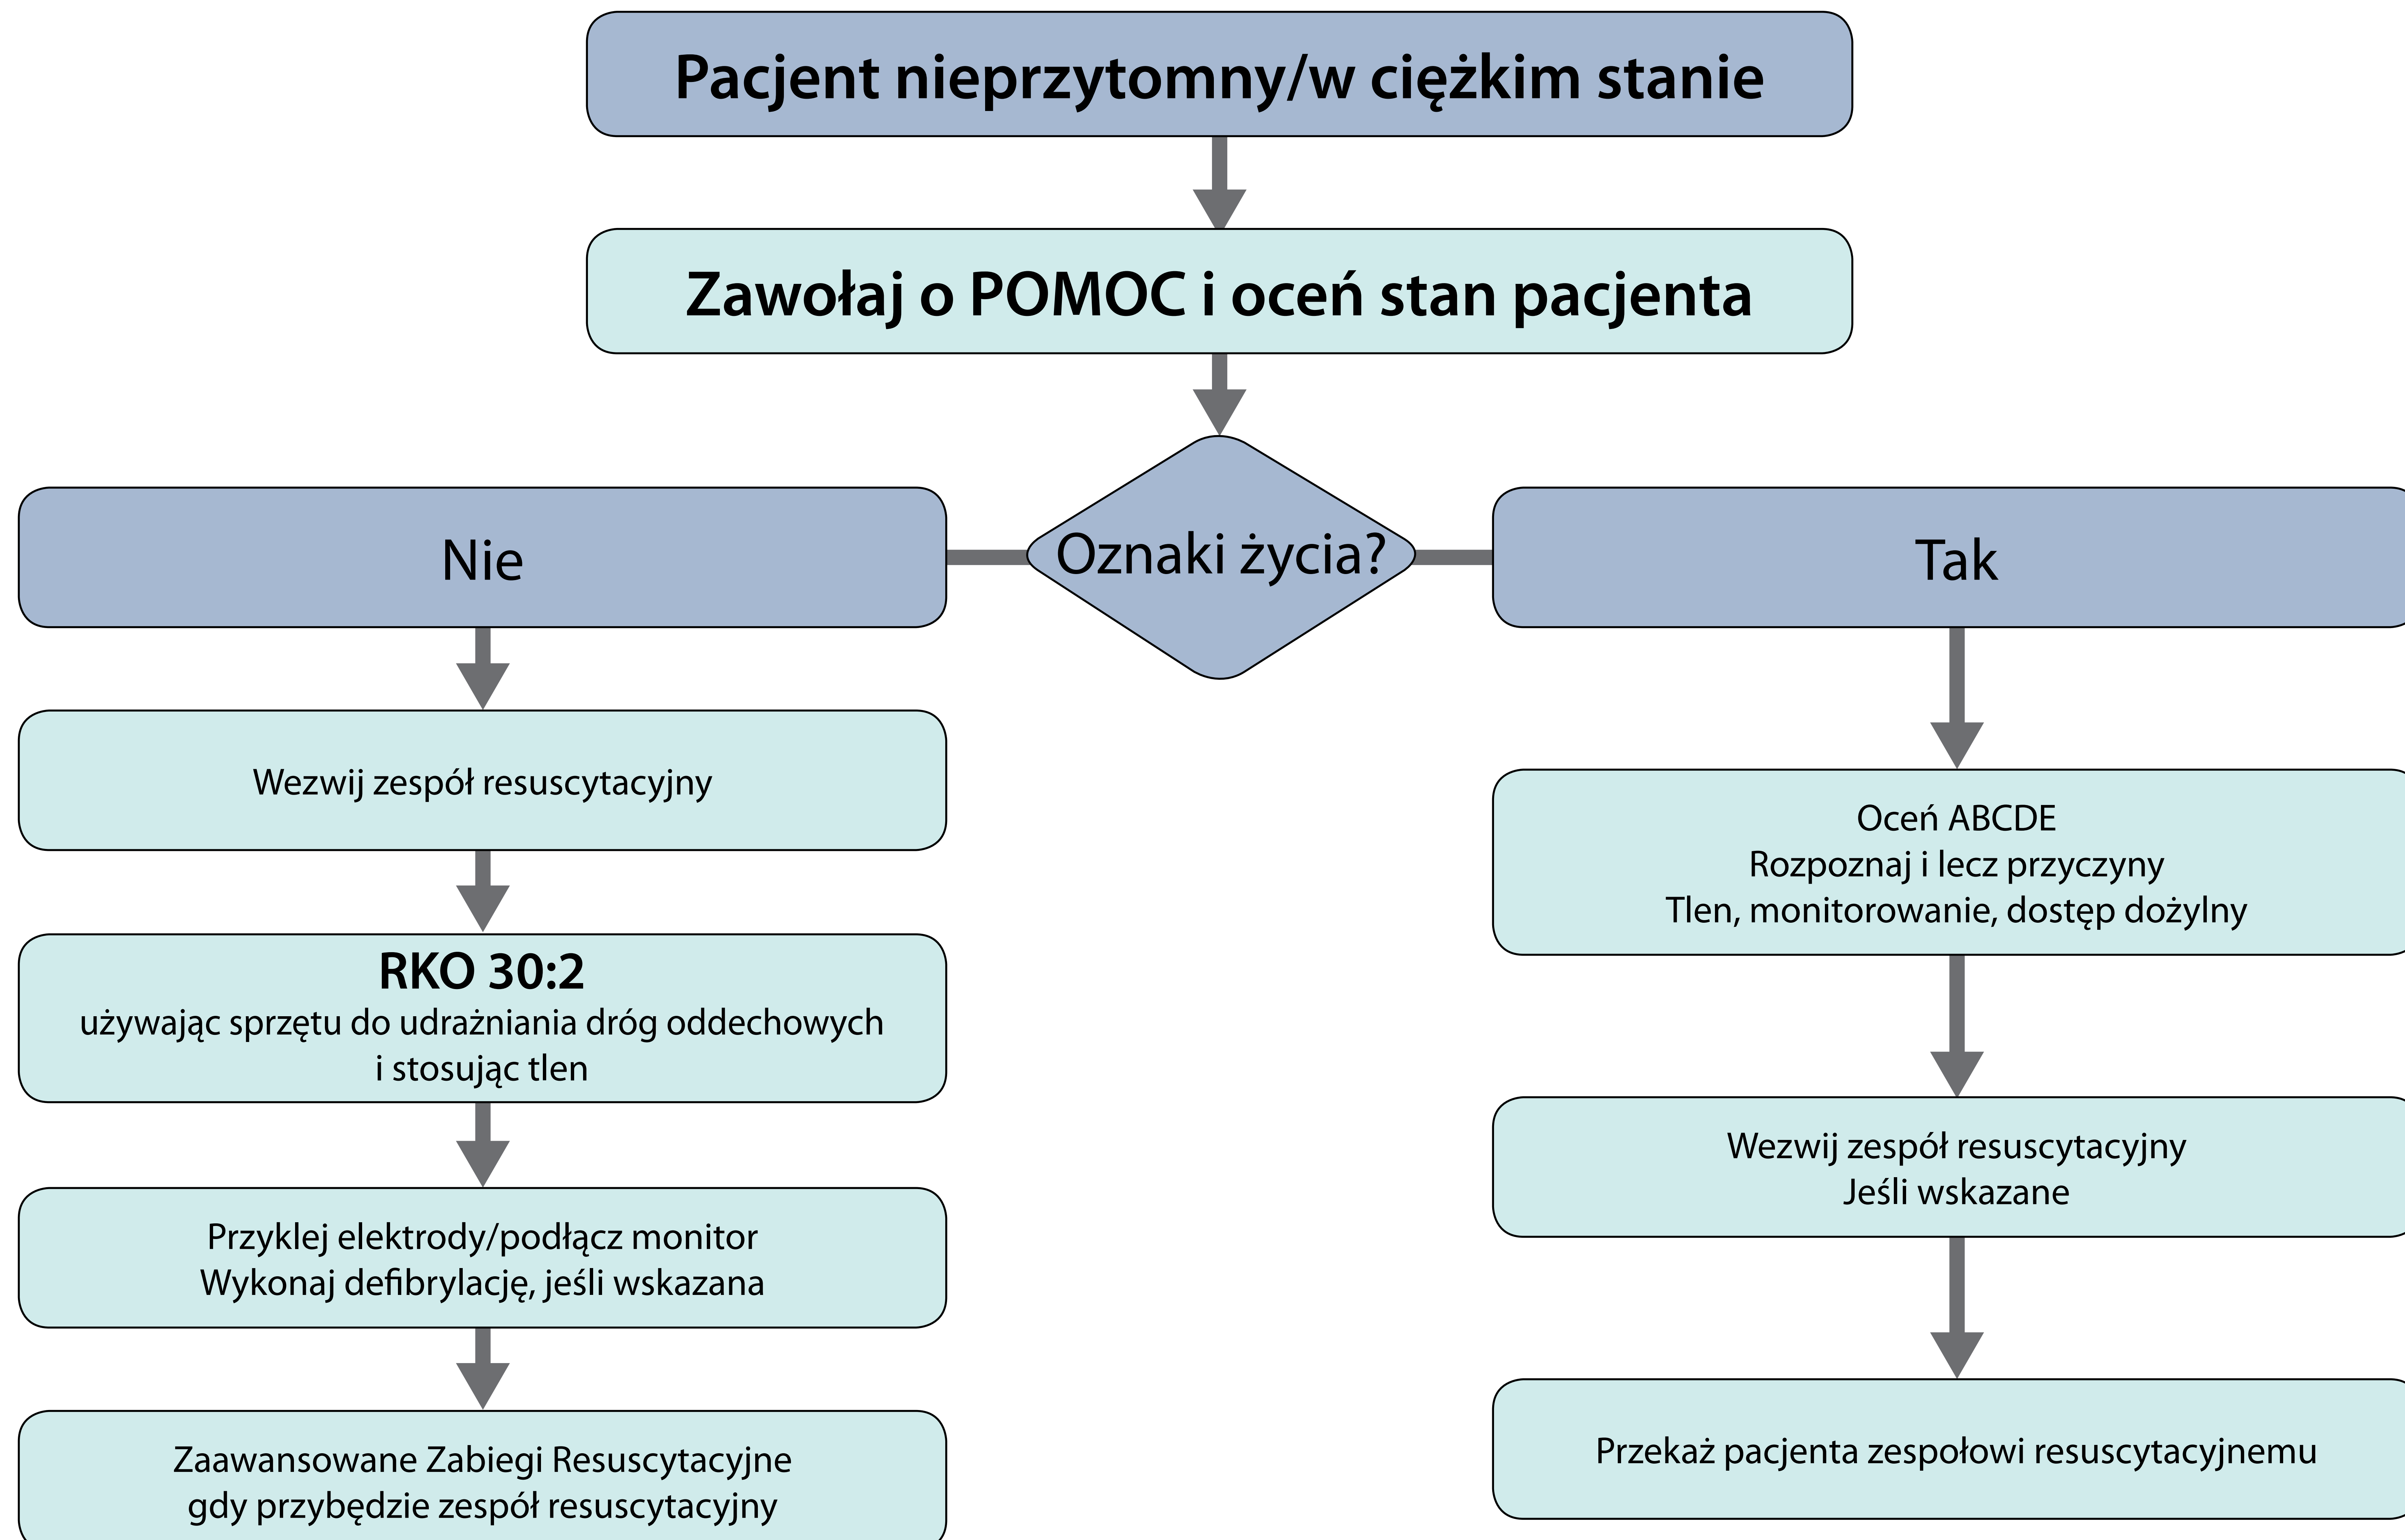 Pacjent nieprzytomny/w ciężkim stanie
Zawołaj o POMOC i oceń stan pacjenta
Oznaki życia?
Nie
Wezwij zespół resuscytacyjny
RKO 30:2
używając sprzętu do udrażniania dróg oddechowych
i stosując tlen
Przyklej elektrody/podłącz monitor
Wykonaj defibrylację, jeśli wskazana
Zaawansowane Zabiegi Resuscytacyjne
gdy przybędzie zespół resuscytacyjny
Tak
Oceń ABCDE
Rozpoznaj i lecz przyczyny
Tlen, monitorowanie, dostęp dożylny
Wezwij zespół resuscytacyjny
Jeśli wskazane
Przekaż pacjenta zespołowi resuscytacyjnemu